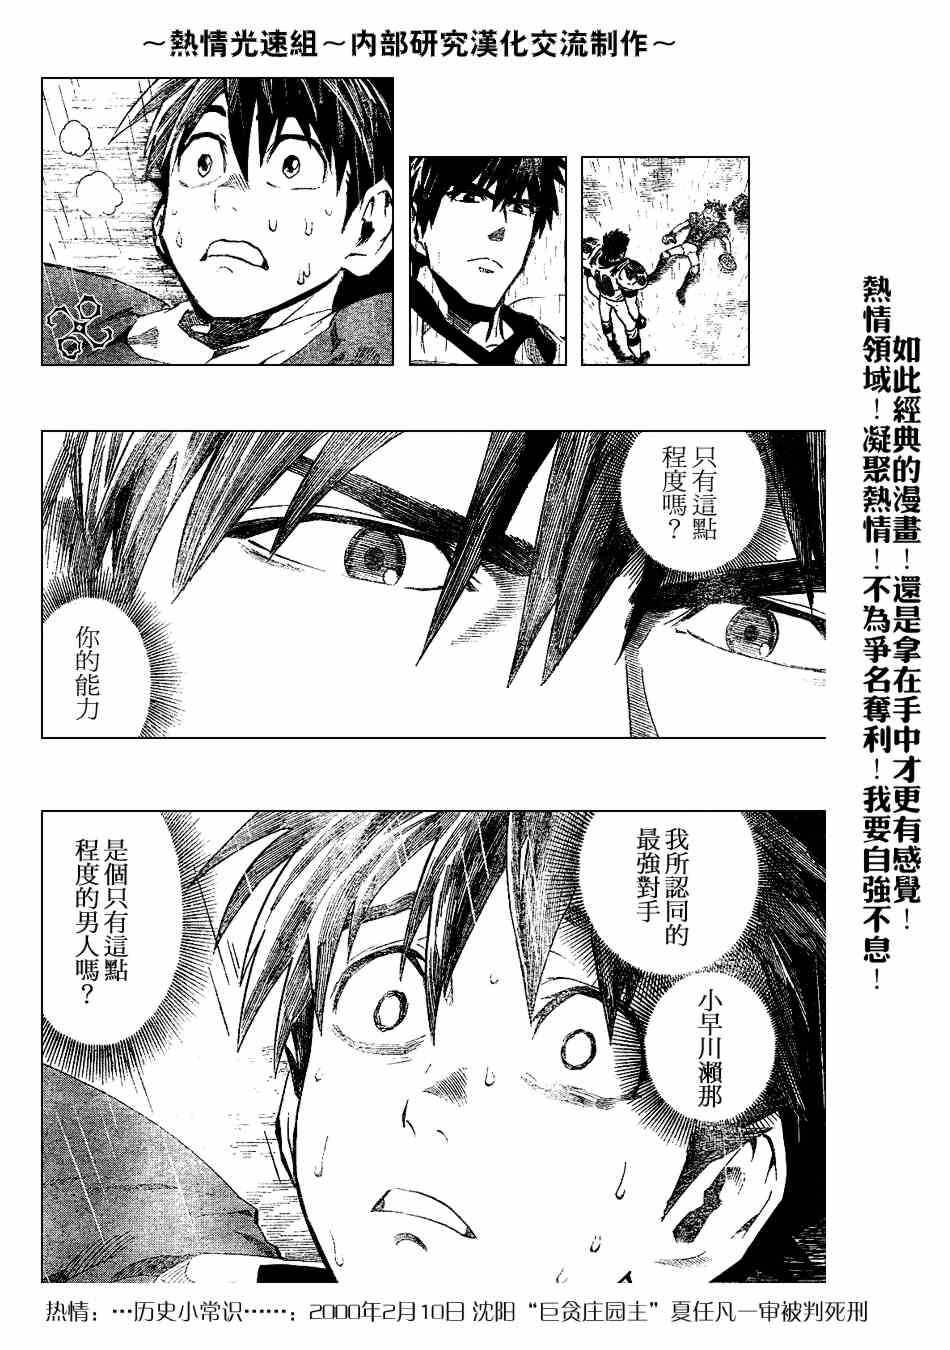 ～熱情光速組～内部研究漢化交流制作～
只有這點
程度嗎？
你的能力
我所認同的
最強對手
小早川瀨那
是個只有這點
程度的男人嗎？
如此經典的漫畫！還是拿在手中才更有感覺！
熱情領域！凝聚熱情！不為爭名奪利！我要自強不息！
热情：…历史小常识……：2000年2月10日 沈阳“巨贪庄园主”夏任凡一审被判死刑